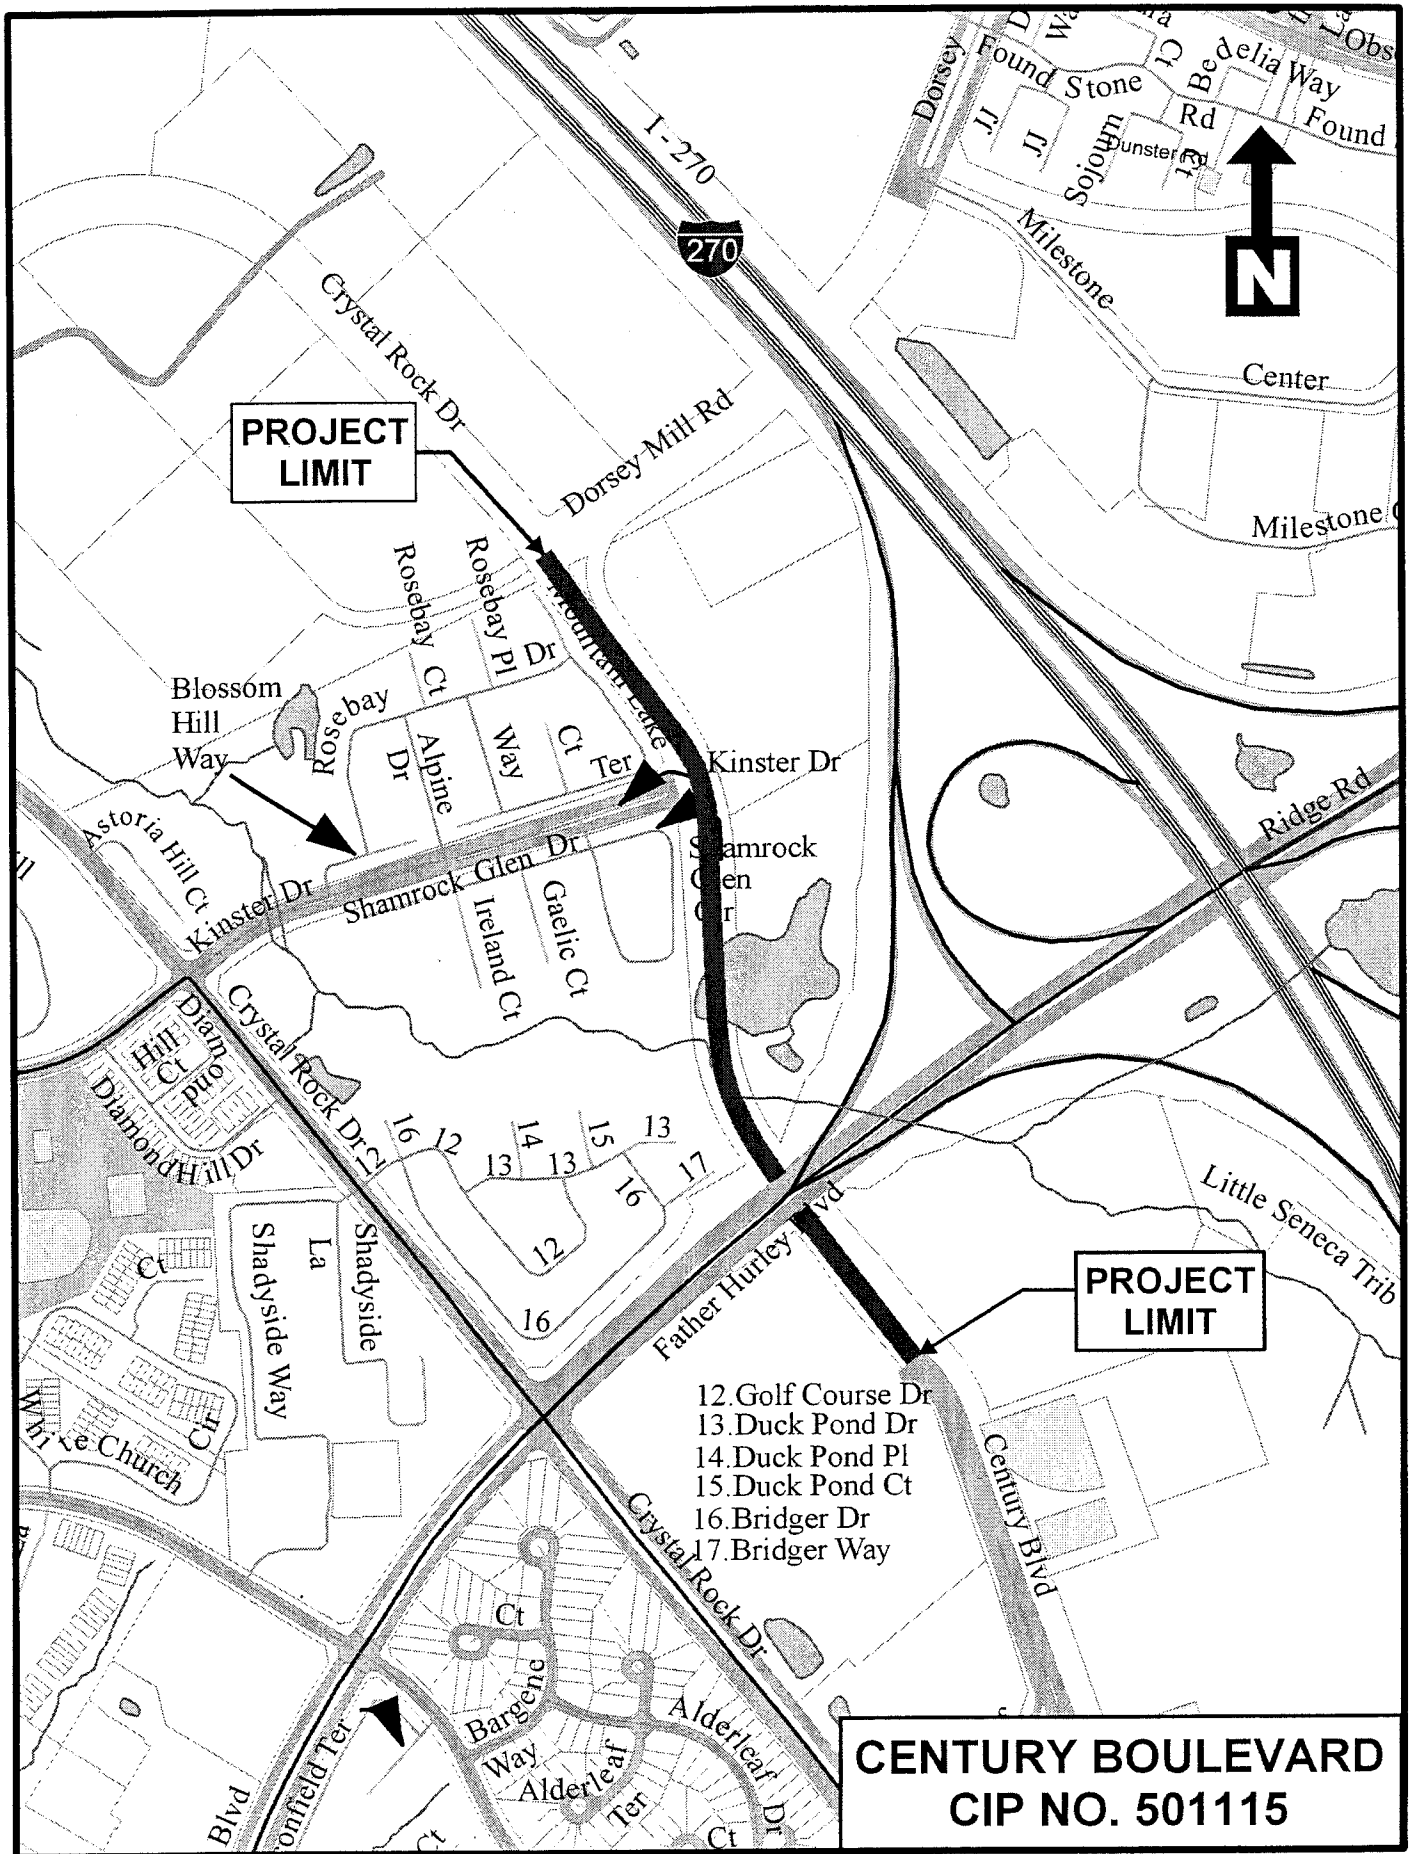 Dorsey
Found Stone Rd
Ct
Bedelia Way
Found
Obs
JJ
JJ
Sojourn
Ct
Dunster Rd
I - 270
270
N
Milestone
Center
Milestone
Crystal Rock Dr
PROJECT
LIMIT
Dorsey Mill Rd
Rosebay Ct
Rosebay Pl
Rosebay Dr
Mountain Lake
Ter
Blossom
Hill
Way
Dr
Alpine
Way
Ct
Kinster Dr
Ridge Rd
Astoria Hill Ct
Kinster Dr
Shamrock Glen Dr
Shamrock
Glen
Cir
Ireland Ct
Gaelic Ct
Diamond
Hill
Ct
Crystal Rock Dr
Diamond Hill Dr
12
16
12
13
14
13
15
13
16
17
12
16
Shadyside Way
La
Shadyside
Ct
Father Hurley Blvd
Little Seneca Trib
PROJECT
LIMIT
White Church
Cir
12.Golf Course Dr
13.Duck Pond Dr
14.Duck Pond Pl
15.Duck Pond Ct
16.Bridger Dr
17.Bridger Way
Century Blvd
Crystal Rock Dr
Ct
Bargene
Way
Alderleaf
Ter
Alderleaf Dr
Ct
Blvd
onfield Ter
Ct
CENTURY BOULEVARD
CIP NO. 501115